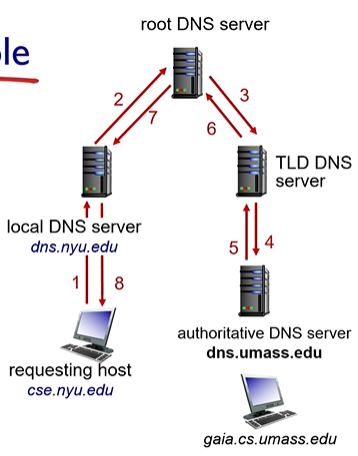 root DNS server
2
7
3
6
TLD DNS
server
local DNS server
dns.nyu.edu
1
8
5
4
requesting host
cse.nyu.edu
authoritative DNS server
dns.umass.edu
gaia.cs.umass.edu